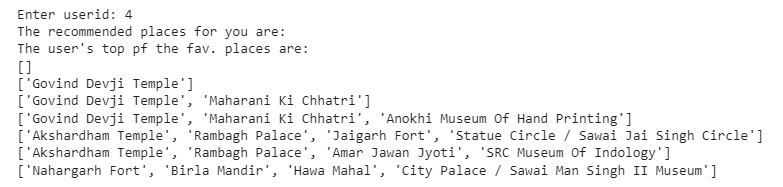 Enter userid: 4
The recommended places for you are:
The user's top pf the fav. places are:
[]
['Govind Devji Temple']
['Govind Devji Temple', 'Maharani Ki Chhatri']
['Govind Devji Temple', 'Maharani Ki Chhatri', 'Anokhi Museum Of Hand Printing']
['Akshardham Temple', 'Rambagh Palace', 'Jaigarh Fort', 'Statue Circle / Sawai Jai Singh Circle']
['Akshardham Temple', 'Rambagh Palace', 'Amar Jawan Jyoti', 'SRC Museum Of Indology']
['Nahargarh Fort', 'Birla Mandir', 'Hawa Mahal', 'City Palace / Sawai Man Singh II Museum']